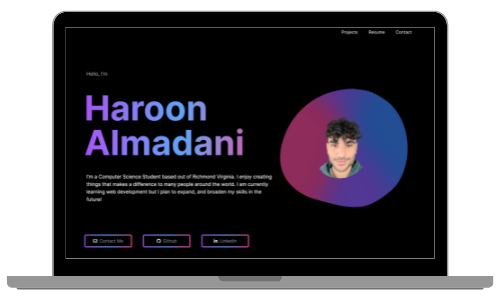 Projects Resume Contact
Hello, I'm
Haroon
Almadani
I'm a Computer Science Student based out of Richmond Virginia. I enjoy creating
things that makes a difference to many people around the world. I am currently
learning web development but I plan to expand, and broaden my skills in the
future!
Contact Me Github LinkedIn